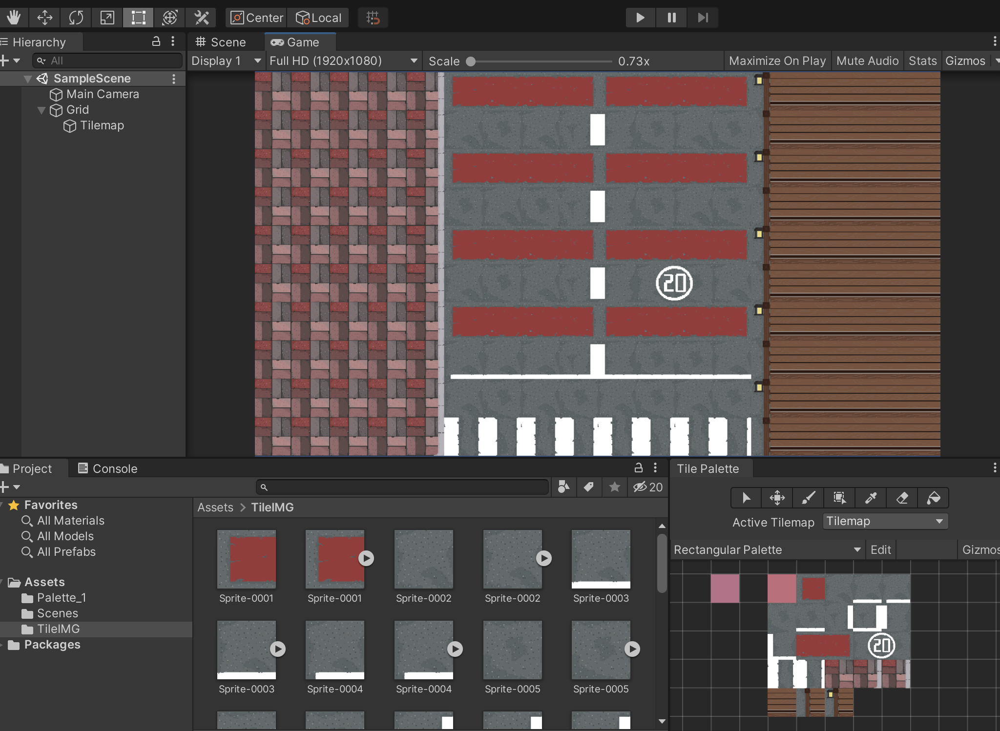 Center
Local
Hierarchy
All
SampleScene
Main Camera
Grid
Tilemap
Scene
Game
Display 1
Full HD (1920x1080)
Scale
0.73x
Maximize On Play
Mute Audio
Stats
Gizmos
20
Project
Console
20
Favorites
All Materials
All Models
All Prefabs
Assets
Palette_1
Scenes
TileIMG
Packages
Assets > TileIMG
Sprite-0001
Sprite-0001
Sprite-0002
Sprite-0002
Sprite-0003
Sprite-0003
Sprite-0004
Sprite-0004
Sprite-0005
Sprite-0005
Tile Palette
Active Tilemap
Tilemap
Rectangular Palette
Edit
Gizmos
20